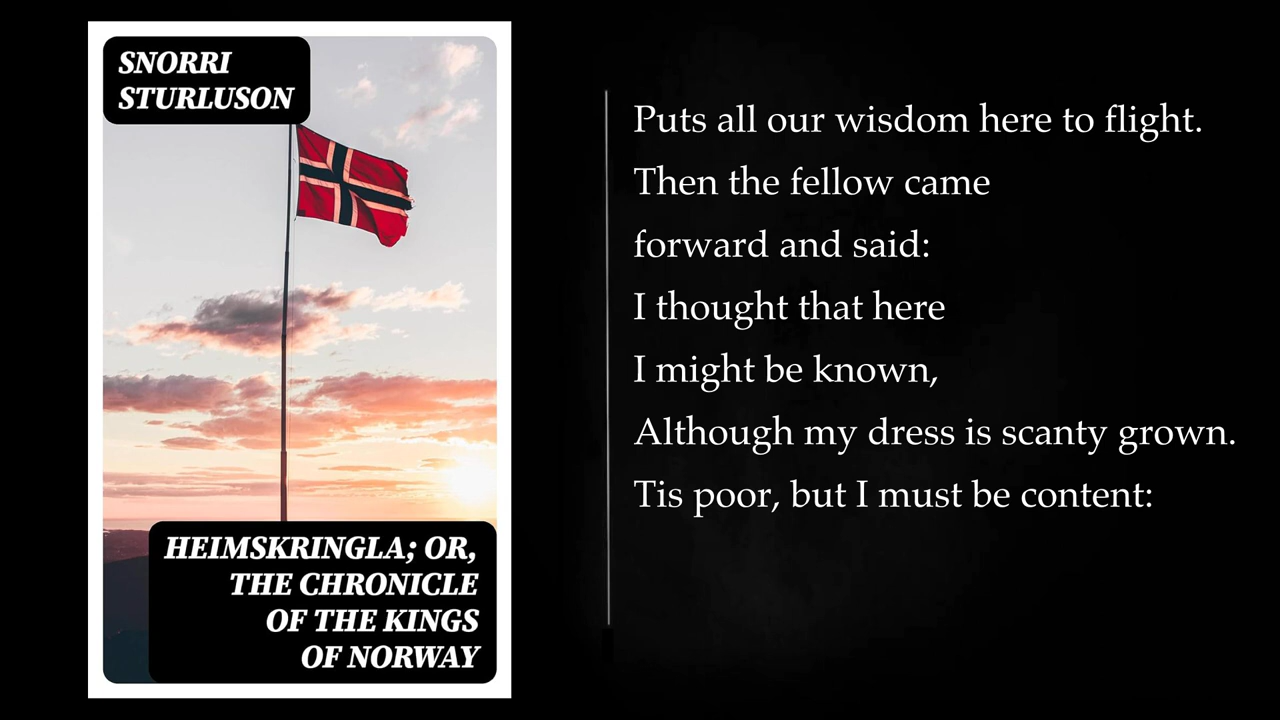 SNORRI
STURLUSON
HEIMSKRINGLA; OR,
THE CHRONICLE
OF THE KINGS
OF NORWAY
Puts all our wisdom here to flight.
Then the fellow came
forward and said:
I thought that here
I might be known,
Although my dress is scanty grown.
Tis poor, but I must be content: